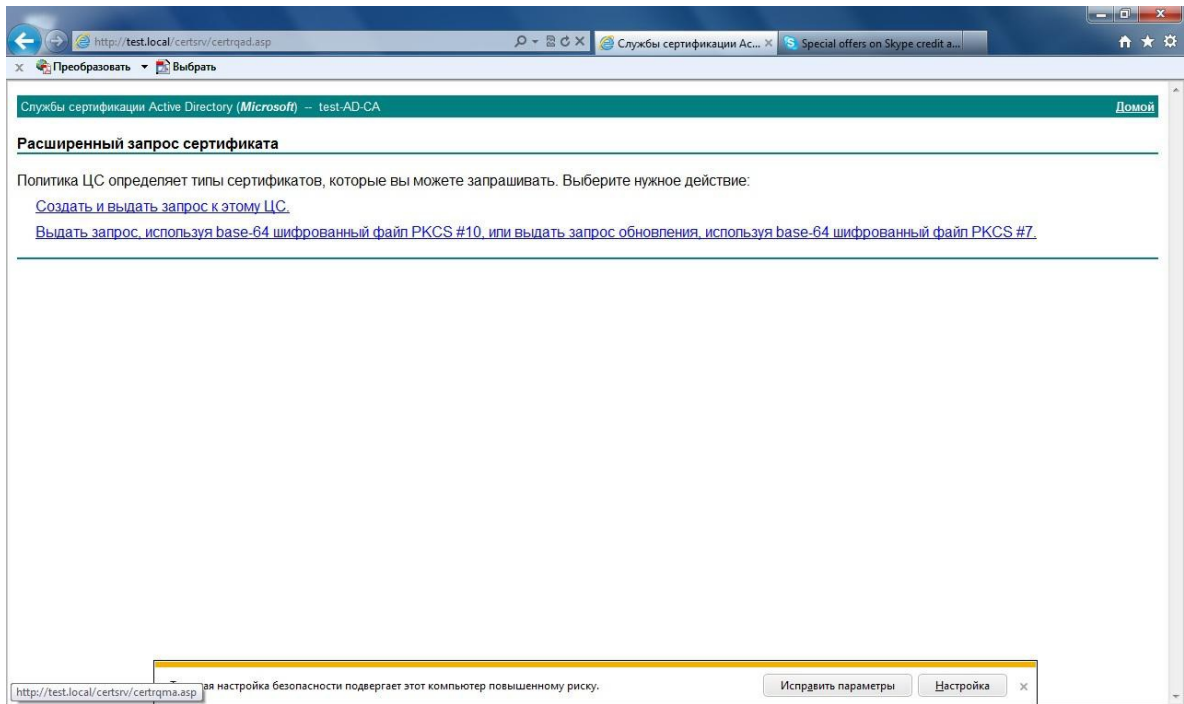 http://test.local/certsrv/certrqad.asp
Службы сертификации Ac...
Special offers on Skype credit a...
Преобразовать
Выбрать
Службы сертификации Active Directory (Microsoft) -- test-AD-CA
Домой
Расширенный запрос сертификата
Политика ЦС определяет типы сертификатов, которые вы можете запрашивать. Выберите нужное действие:
Создать и выдать запрос к этому ЦС.
Выдать запрос, используя base-64 шифрованный файл PKCS #10, или выдать запрос обновления, используя base-64 шифрованный файл PKCS #7.
настройка безопасности подвергает этот компьютер повышенному риску.
Исправить параметры
Настройка
http://test.local/certsrv/certrqma.asp